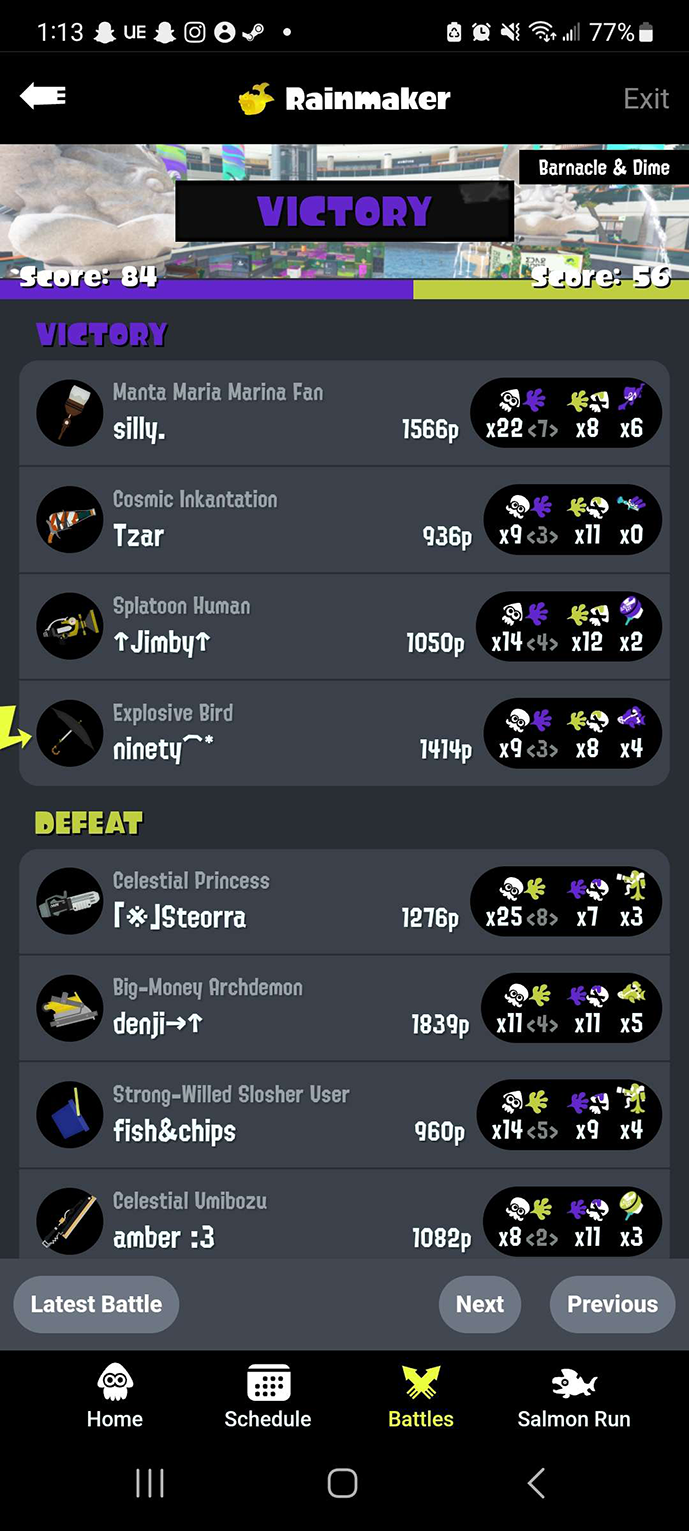 1:13 UE 77%
Rainmaker Exit
Barnacle & Dime
VICTORY
Score: 84 Score: 56
VICTORY
Manta Maria Marina Fan
silly. 1566p x22 <7> x8 x6
Cosmic Inkantation
Tzar 936p x9 <3> x11 x0
Splatoon Human
↑Jimby↑ 1050p x14 <4> x12 x2
Explosive Bird
ninety⌒* 1414p x9 <3> x8 x4
DEFEAT
Celestial Princess
「※」Steorra 1276p x25 <8> x7 x3
Big-Money Archdemon
denji→↑ 1839p x11 <4> x11 x5
Strong-Willed Slosher User
fish&chips 960p x14 <5> x9 x4
Celestial Umibozu
amber :3 1082p x8 <2> x11 x3
Latest Battle Next Previous
Home Schedule Battles Salmon Run